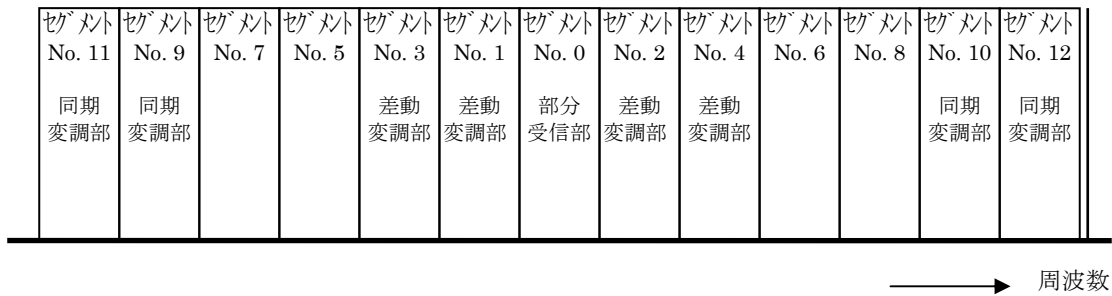 セグメント セグメント セグメント セグメント セグメント セグメント セグメント セグメント セグメント セグメント セグメント セグメント セグメント
No. 11 No. 9 No. 7 No. 5 No. 3 No. 1 No. 0 No. 2 No. 4 No. 6 No. 8 No. 10 No. 12
同期 同期 差動 差動 部分 差動 差動 同期 同期
変調部 変調部 変調部 変調部 受信部 変調部 変調部 変調部 変調部
周波数